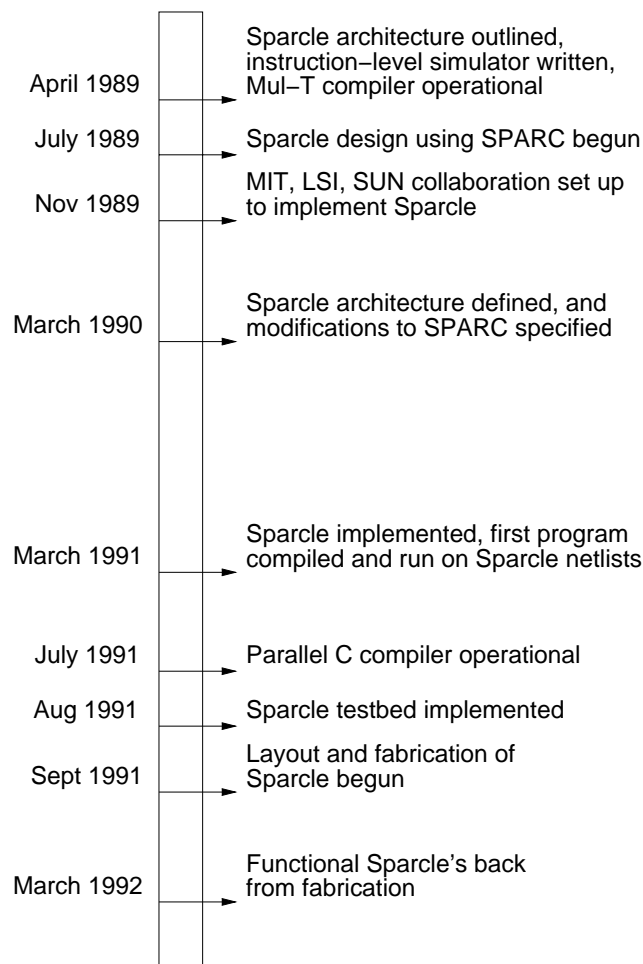 Sparcle architecture outlined,
instruction−level simulator written,
April 1989
Mul−T compiler operational
July 1989
Sparcle design using SPARC begun
Nov 1989
MIT, LSI, SUN collaboration set up
to implement Sparcle
March 1990
Sparcle architecture defined, and
modifications to SPARC specified
March 1991
Sparcle implemented, first program
compiled and run on Sparcle netlists
July 1991
Parallel C compiler operational
Aug 1991
Sparcle testbed implemented
Sept 1991
Layout and fabrication of
Sparcle begun
March 1992
Functional Sparcle's back
from fabrication